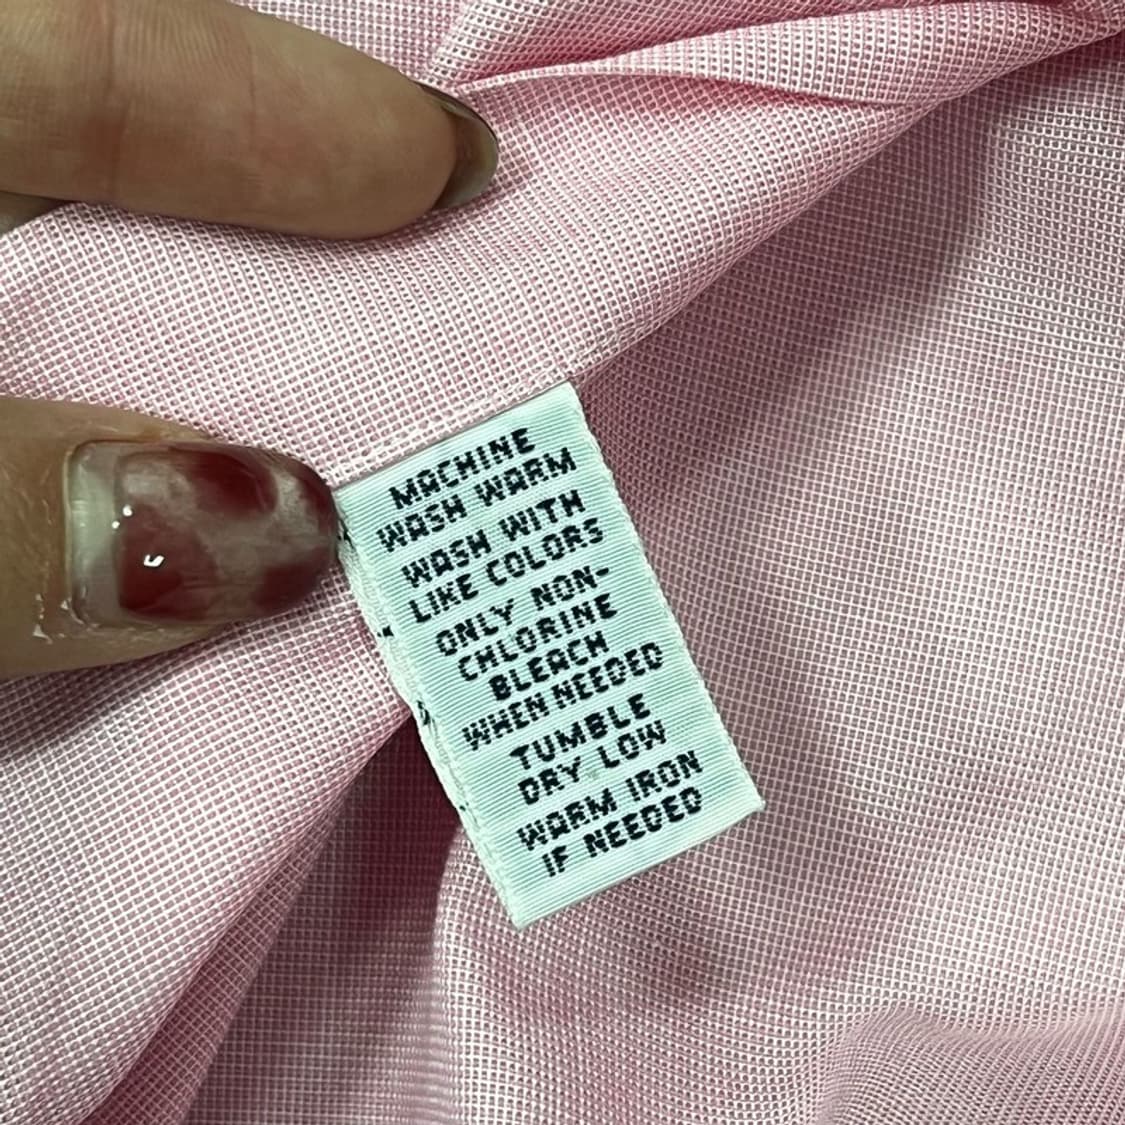 MACHINE
WASH WARM
WASH WITH
LIKE COLORS
ONLY NON-
CHLORINE
BLEACH
WHEN NEEDED
TUMBLE
DRY LOW
WARM IRON
IF NEEDED